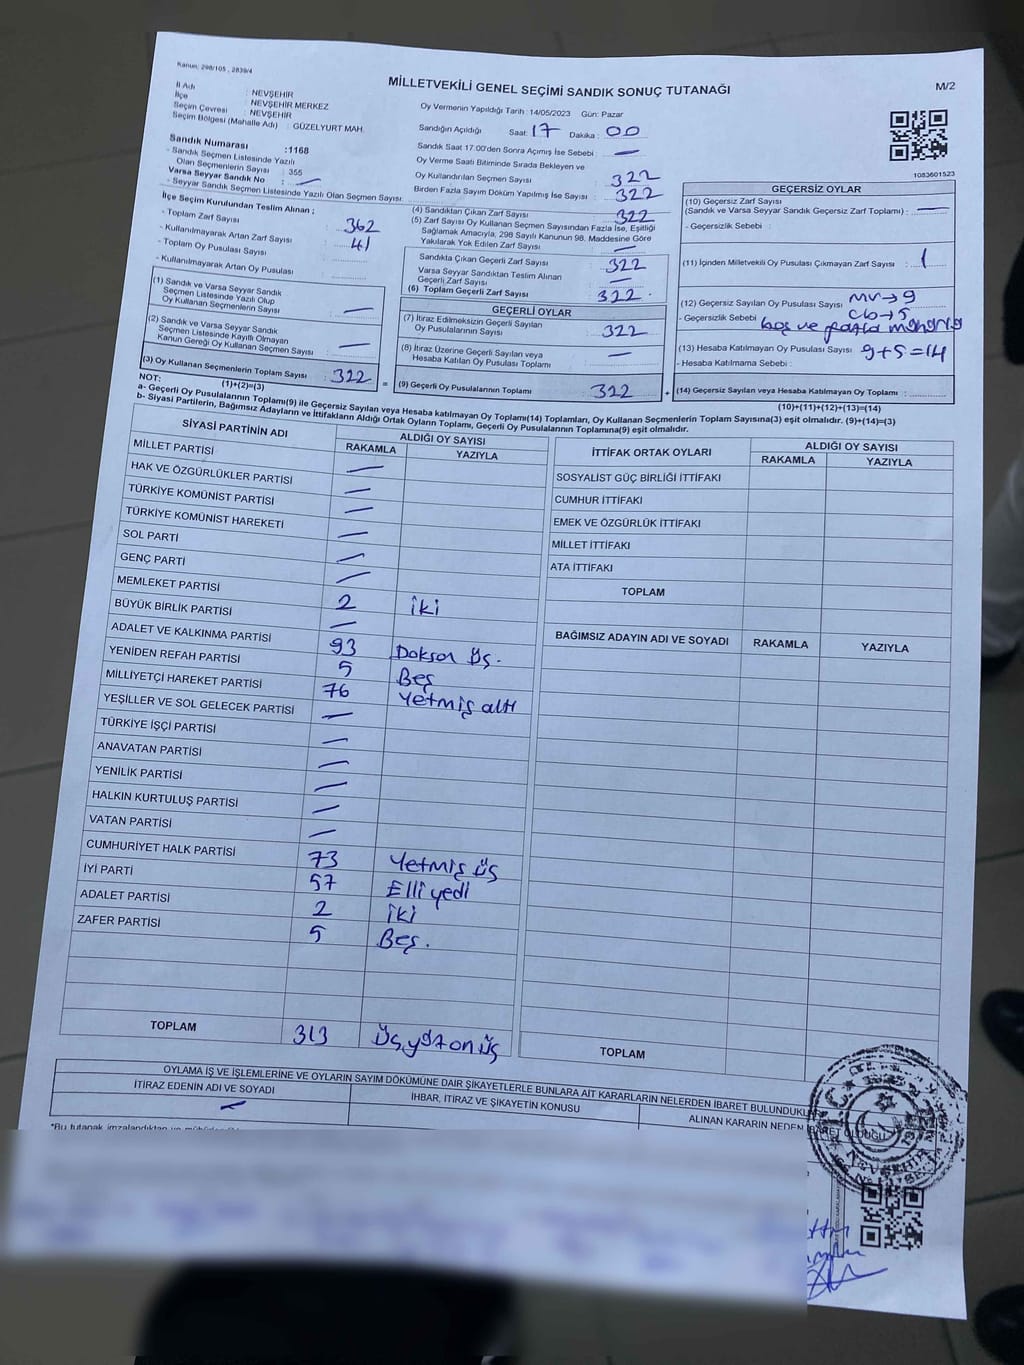 Kanun: 298/105 , 2839/4
MİLLETVEKİLİ GENEL SEÇİMİ SANDIK SONUÇ TUTANAĞI
M/2
İl Adı : NEVŞEHİR
İlçe : NEVŞEHİR MERKEZ
Seçim Çevresi : NEVŞEHİR
Seçim Bölgesi (Mahalle Adı) : GÜZELYURT MAH.
Sandık Numarası :1168
- Sandık Seçmen Listesinde Yazılı
Olan Seçmenlerin Sayısı : 355
Varsa Seyyar Sandık No : —
- Seyyar Sandık Seçmen Listesinde Yazılı Olan Seçmen Sayısı:
İlçe Seçim Kurulundan Teslim Alınan ;
- Toplam Zarf Sayısı : 362
- Kullanılmayarak Artan Zarf Sayısı : 41
- Toplam Oy Pusulası Sayısı
- Kullanılmayarak Artan Oy Pusulası :
(1) Sandık ve Varsa Seyyar Sandık
Seçmen Listesinde Yazılı Olup
Oy Kullanan Seçmenlerin Sayısı : —
(2) Sandık ve Varsa Seyyar Sandık
Seçmen Listesinde Kayıtlı Olmayan
Kanun Gereği Oy Kullanan Seçmen Sayısı : —
(3) Oy Kullanan Seçmenlerin Toplam Sayısı : 322
(1)+(2)=(3)
Oy Vermenin Yapıldığı Tarih : 14/05/2023 Gün: Pazar
Sandığın Açıldığı Saat: 17 Dakika : 00
Sandık Saat 17:00'den Sonra Açımış İse Sebebi : —
Oy Verme Saati Bitiminde Sırada Bekleyen ve
Oy Kullandırılan Seçmen Sayısı : 322
Birden Fazla Sayım Döküm Yapılmış İse Sayısı : 322
(4) Sandıktan Çıkan Zarf Sayısı : 322
(5) Zarf Sayısı Oy Kullanan Seçmen Sayısından Fazla İse, Eşitliği
Sağlamak Amacıyla, 298 Sayılı Kanunun 98. Maddesine Göre
Yakılarak Yok Edilen Zarf Sayısı : —
Sandıkta Çıkan Geçerli Zarf Sayısı : 322
Varsa Seyyar Sandıktan Teslim Alınan
Geçerli Zarf Sayısı : —
(6) Toplam Geçerli Zarf Sayısı : 322.
GEÇERLİ OYLAR
(7) İtiraz Edilmeksizin Geçerli Sayılan
Oy Pusulalarının Sayısı : 322
(8) İtiraz Üzerine Geçerli Sayılan veya
Hesaba Katılan Oy Pusulası Toplamı : —
= (9) Geçerli Oy Pusulalarının Toplamı : 322
1083601523
GEÇERSİZ OYLAR
(10) Geçersiz Zarf Sayısı
(Sandık ve Varsa Seyyar Sandık Geçersiz Zarf Toplamı) : —
- Geçersizlik Sebebi :
(11) İçinden Milletvekili Oy Pusulası Çıkmayan Zarf Sayısı : 1
(12) Geçersiz Sayılan Oy Pusulası Sayısı : MV→9
Cb→5
- Geçersizlik Sebebi : boş ve fazla
(13) Hesaba Katılmayan Oy Pusulası Sayısı : 9+5=14
- Hesaba Katılmama Sebebi :
+ (14) Geçersiz Sayılan veya Hesaba Katılmayan Oy Toplamı :
(10)+(11)+(12)+(13)=(14)
NOT:
a- Geçerli Oy Pusulalarının Toplamı(9) ile Geçersiz Sayılan veya Hesaba katılmayan Oy Toplamı(14) Toplamları, Oy Kullanan Seçmenlerin Toplam Sayısına(3) eşit olmalıdır. (9)+(14)=(3)
b- Siyasi Partilerin, Bağımsız Adayların ve İttifakların Aldığı Ortak Oyların Toplamı, Geçerli Oy Pusulalarının Toplamına(9) eşit olmalıdır.
SİYASİ PARTİNİN ADI ALDIĞI OY SAYISI
RAKAMLA YAZIYLA
MİLLET PARTİSİ —
HAK VE ÖZGÜRLÜKLER PARTİSİ —
TÜRKİYE KOMÜNİST PARTİSİ —
TÜRKİYE KOMÜNİST HAREKETİ —
SOL PARTİ —
GENÇ PARTİ —
MEMLEKET PARTİSİ 2 iki
BÜYÜK BİRLİK PARTİSİ —
ADALET VE KALKINMA PARTİSİ 93 Doksan üç.
YENİDEN REFAH PARTİSİ 5 Beş
MİLLİYETÇİ HAREKET PARTİSİ 76 Yetmiş altı
YEŞİLLER VE SOL GELECEK PARTİSİ —
TÜRKİYE İŞÇİ PARTİSİ —
ANAVATAN PARTİSİ —
YENİLİK PARTİSİ —
HALKIN KURTULUŞ PARTİSİ —
VATAN PARTİSİ —
CUMHURİYET HALK PARTİSİ 73 Yetmiş üç
İYİ PARTİ 57 Elli yedi
ADALET PARTİSİ 2 iki
ZAFER PARTİSİ 5 Beş.
TOPLAM 313 Üçyüz on üç
İTTİFAK ORTAK OYLARI ALDIĞI OY SAYISI
RAKAMLA YAZIYLA
SOSYALİST GÜÇ BİRLİĞİ İTTİFAKI
CUMHUR İTTİFAKI
EMEK VE ÖZGÜRLÜK İTTİFAKI
MİLLET İTTİFAKI
ATA İTTİFAKI
TOPLAM
BAĞIMSIZ ADAYIN ADI VE SOYADI RAKAMLA YAZIYLA
TOPLAM
OYLAMA İŞ VE İŞLEMLERİNE VE OYLARIN SAYIM DÖKÜMÜNE DAİR ŞİKAYETLERLE BUNLARA AİT KARARLARIN NELERDEN İBARET BULUNDUKL
İTİRAZ EDENİN ADI VE SOYADI İHBAR, İTİRAZ VE ŞİKAYETİN KONUSU ALINAN KARARIN NEDEN İBARET OLDUĞU
—
*Bu tutanak imzalandıktan
T.C.
NEVŞEHİR